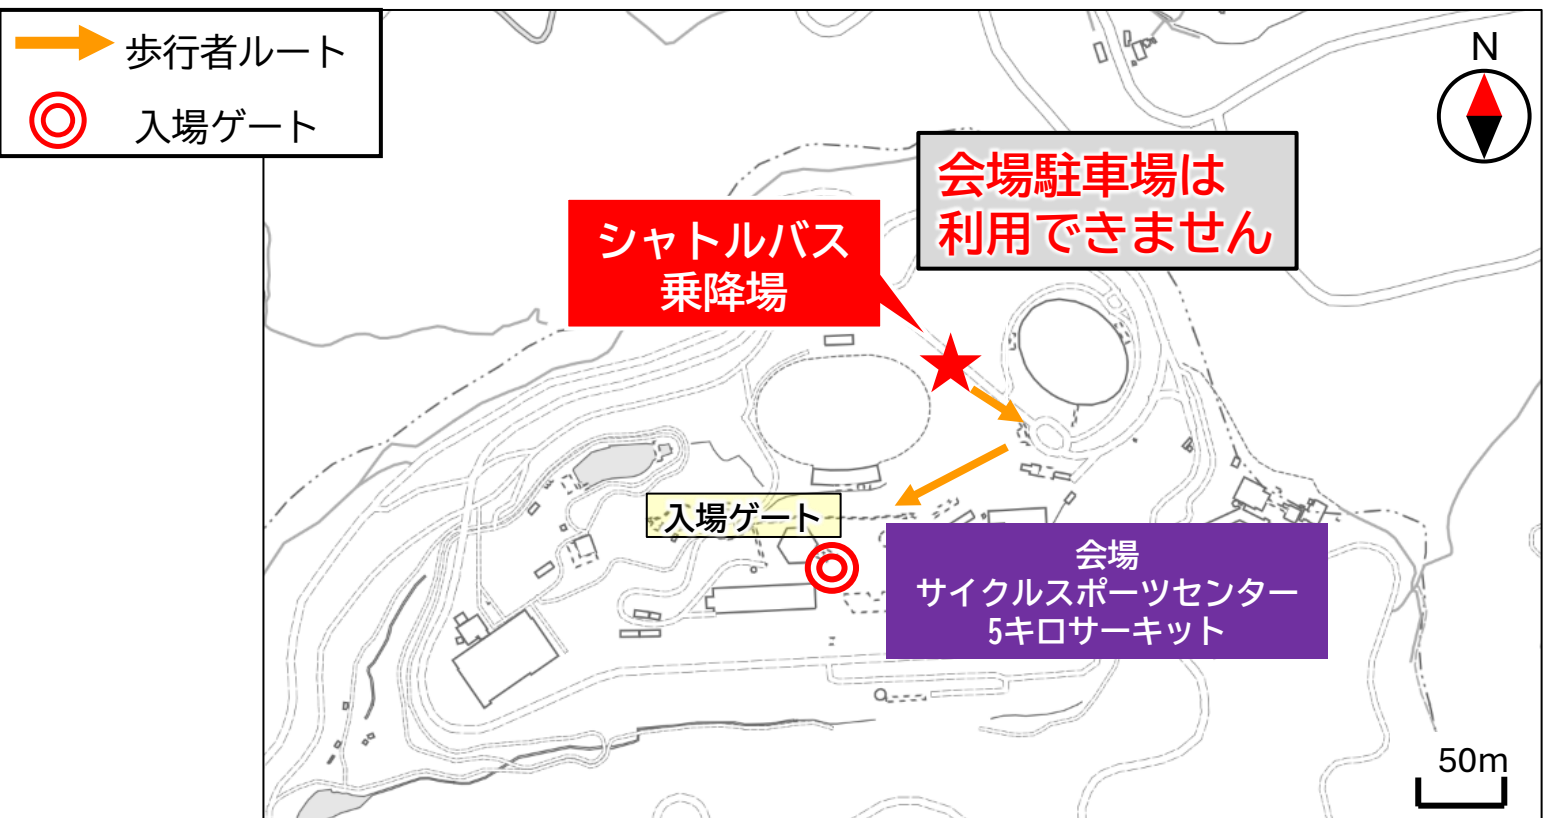 歩行者ルート
入場ゲート
N
会場駐車場は
利用できません
シャトルバス
乗降場
入場ゲート
会場
サイクルスポーツセンター
5キロサーキット
50m